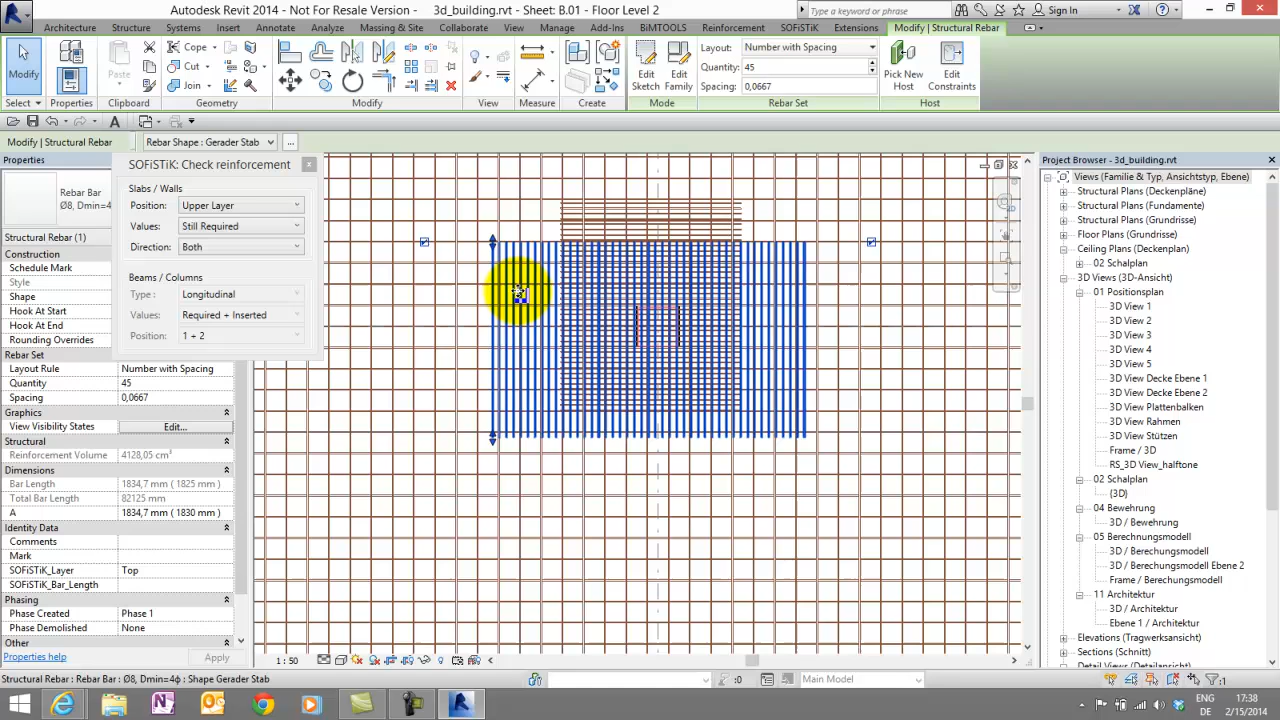 Autodesk Revit 2014 - Not For Resale Version - 3d_building.rvt - Sheet: B.01 - Floor Level 2
Type a keyword or phrase
Sign In
Architecture Structure Systems Insert Annotate Analyze Massing & Site Collaborate View Manage Add-Ins BiMTOOLS Reinforcement SOFiSTiK Extensions Modify | Structural Rebar
Modify
Properties
Paste
Cope
Cut
Join
Edit Sketch
Edit Family
Layout: Number with Spacing
Quantity: 45
Spacing: 0,0667
Pick New Host
Edit Constraints
Select Properties Clipboard Geometry Modify View Measure Create Mode Rebar Set Host
Modify | Structural Rebar
Rebar Shape : Gerader Stab
...
Properties
Rebar Bar
Ø8, Dmin=4
Structural Rebar (1)
Construction
Schedule Mark
Style
Shape
Hook At Start
Hook At End
Rounding Overrides
Rebar Set
Layout Rule Number with Spacing
Quantity 45
Spacing 0,0667
Graphics
View Visibility States Edit...
Structural
Reinforcement Volume 4128,05 cm³
Dimensions
Bar Length 1834,7 mm (1825 mm )
Total Bar Length 82125 mm
A 1834,7 mm (1830 mm )
Identity Data
Comments
Mark
SOFiSTiK_Layer Top
SOFiSTiK_Bar_Length
Phasing
Phase Created Phase 1
Phase Demolished None
Other
Properties help Apply
SOFiSTiK: Check reinforcement
Slabs / Walls
Position: Upper Layer
Values: Still Required
Direction: Both
Beams / Columns
Type : Longitudinal
Values: Required + Inserted
Position: 1 + 2
Project Browser - 3d_building.rvt
Views (Familie & Typ, Ansichtstyp, Ebene)
Structural Plans (Deckenpläne)
Structural Plans (Fundamente)
Structural Plans (Grundrisse)
Floor Plans (Grundrisse)
Ceiling Plans (Deckenplan)
02 Schalplan
3D Views (3D-Ansicht)
01 Positionsplan
3D View 1
3D View 2
3D View 3
3D View 4
3D View 5
3D View Decke Ebene 1
3D View Decke Ebene 2
3D View Plattenbalken
3D View Rahmen
3D View Stützen
Frame / 3D
RS_3D View_halftone
02 Schalplan
(3D)
04 Bewehrung
3D / Bewehrung
05 Berechnungsmodell
3D / Berechungsmodell
3D / Berechungsmodell Ebene 2
Frame / Berechungsmodell
11 Architektur
3D / Architektur
Ebene 1 / Architektur
Elevations (Tragwerksansicht)
Sections (Schnitt)
Detail Views (Detailansicht)
1 : 50
Structural Rebar : Rebar Bar : Ø8, Dmin=4ϕ : Shape Gerader Stab
:0
Main Model
:1
ENG
DE
17:38
2/15/2014